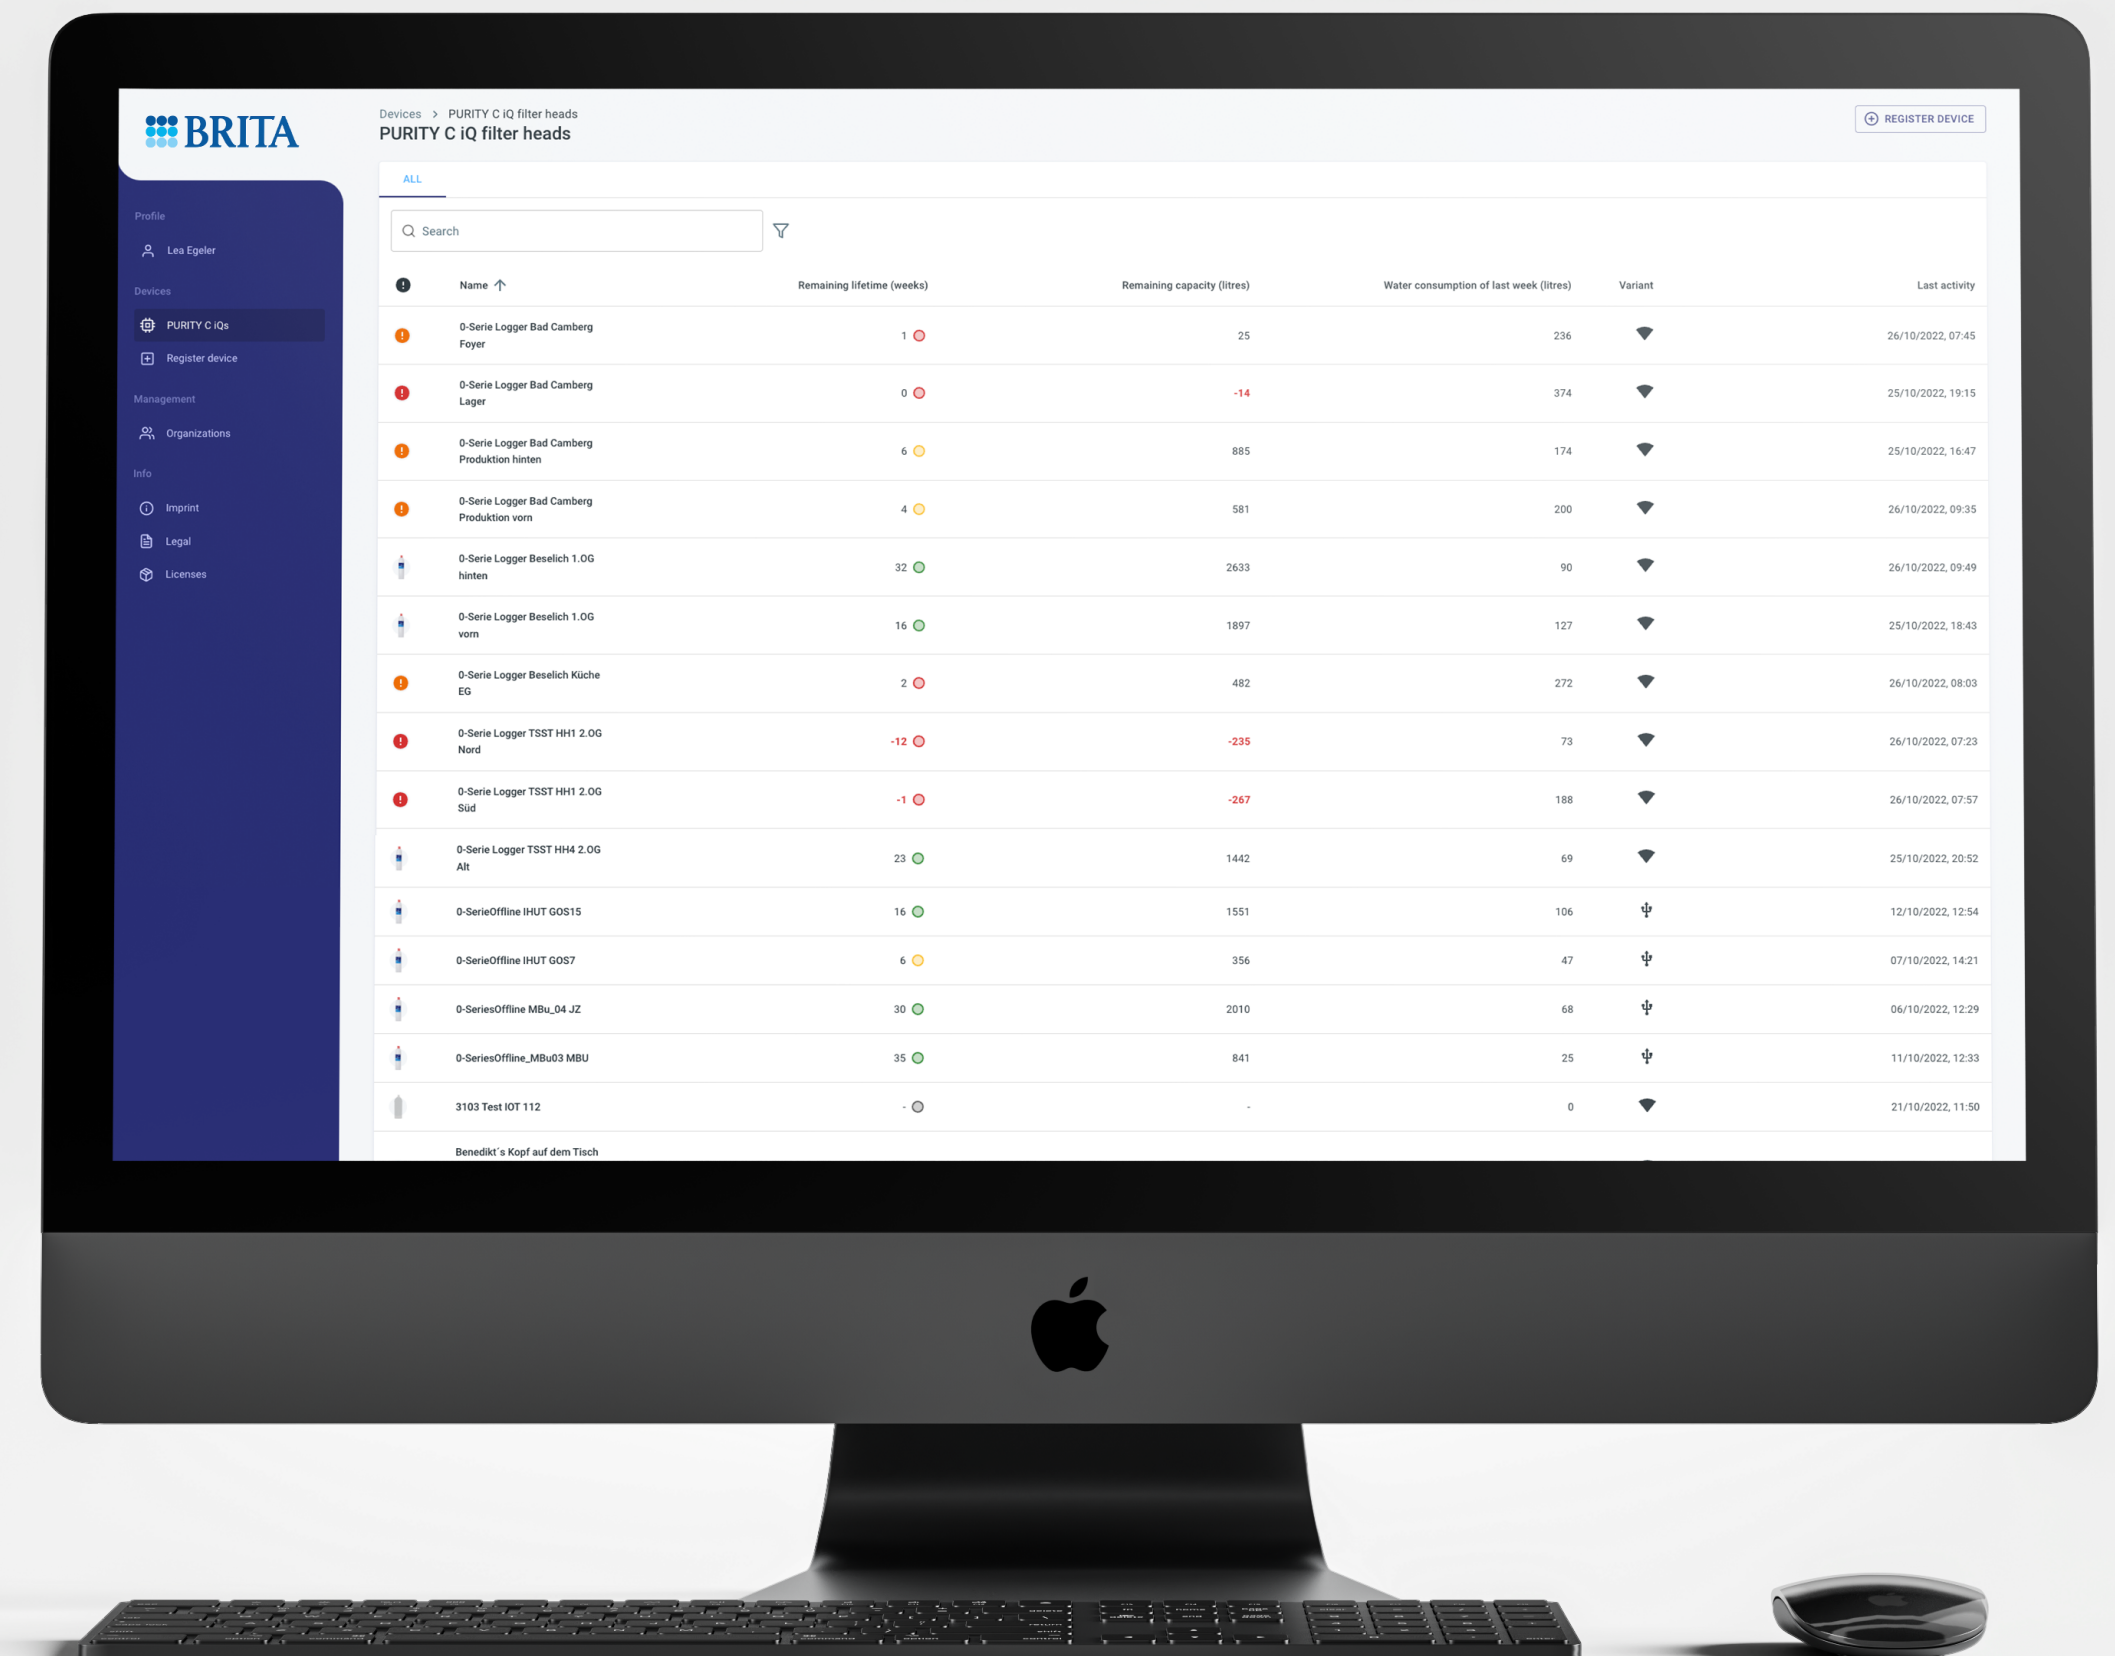 BRITA
Devices > PURITY C iQ filter heads
PURITY C iQ filter heads
REGISTER DEVICE
Profile
Lea Egeler
Devices
PURITY C iQs
Register device
Management
Organizations
Info
Imprint
Legal
Licenses
ALL
Search
Name Remaining lifetime (weeks) Remaining capacity (litres) Water consumption of last week (litres) Variant Last activity
0-Serie Logger Bad Camberg
Foyer
1 25 236 26/10/2022, 07:45
0-Serie Logger Bad Camberg
Lager
0 -14 374 25/10/2022, 19:15
0-Serie Logger Bad Camberg
Produktion hinten
6 885 174 25/10/2022, 16:47
0-Serie Logger Bad Camberg
Produktion vorn
4 581 200 26/10/2022, 09:35
0-Serie Logger Beselich 1.OG
hinten
32 2633 90 26/10/2022, 09:49
0-Serie Logger Beselich 1.OG
vorn
16 1897 127 25/10/2022, 18:43
0-Serie Logger Beselich Küche
EG
2 482 272 26/10/2022, 08:03
0-Serie Logger TSST HH1 2.OG
Nord
-12 -235 73 26/10/2022, 07:23
0-Serie Logger TSST HH1 2.OG
Süd
-1 -267 188 26/10/2022, 07:57
0-Serie Logger TSST HH4 2.OG
Alt
23 1442 69 25/10/2022, 20:52
0-SerieOffline IHUT GOS15 16 1551 106 12/10/2022, 12:54
0-SerieOffline IHUT GOS7 6 356 47 07/10/2022, 14:21
0-SeriesOffline MBu_04 JZ 30 2010 68 06/10/2022, 12:29
0-SeriesOffline_MBu03 MBU 35 841 25 11/10/2022, 12:33
3103 Test IOT 112 - - 0 21/10/2022, 11:50
Benedikt´s Kopf auf dem Tisch